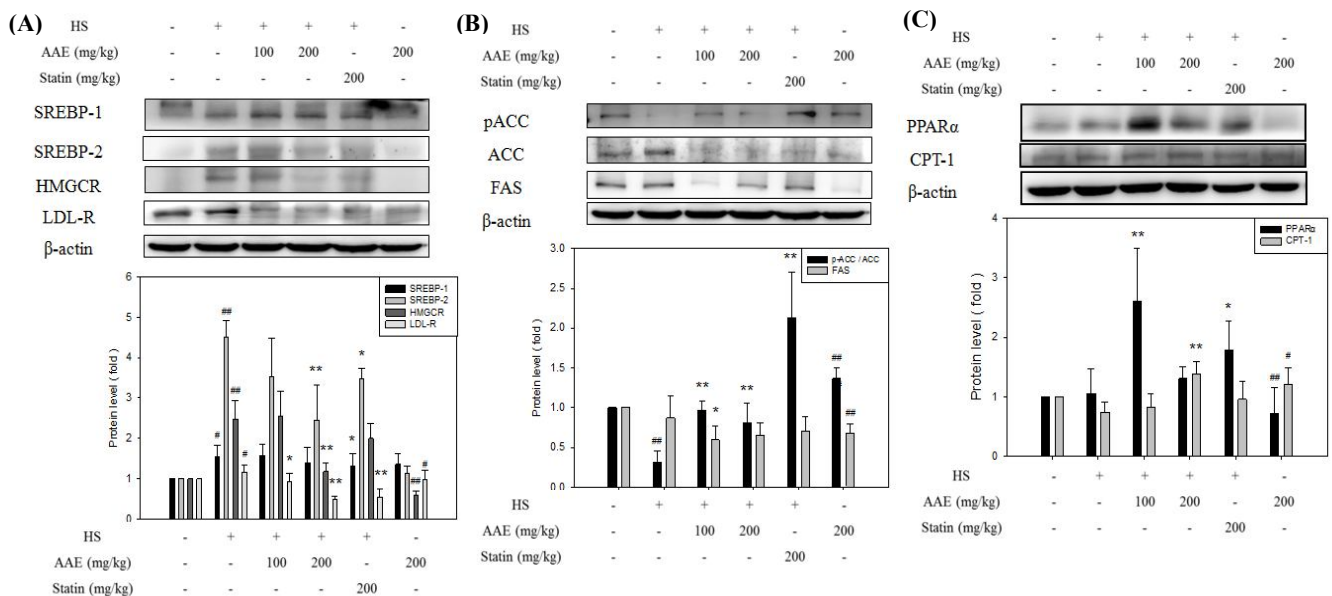 (A)
HS - + + + + -
AAE (mg/kg) - - 100 200 - 200
Statin (mg/kg) - - - - 200 -
SREBP-1
SREBP-2
HMGCR
LDL-R
β-actin
SREBP-1
SREBP-2
HMGCR
LDL-R
Protein level ( fold )
6
5
4
3
2
1
0
# ## ## #
*
** ** **
* * **
## #
HS - + + + + -
AAE (mg/kg) - - 100 200 - 200
Statin (mg/kg) - - - - 200 -
(B)
HS - + + + + -
AAE (mg/kg) - - 100 200 - 200
Statin (mg/kg) - - - - 200 -
pACC
ACC
FAS
β-actin
p-ACC / ACC
FAS
Protein level ( fold )
3.0
2.5
2.0
1.5
1.0
0.5
0.0
##
** *
**
**
## ##
HS - + + + + -
AAE (mg/kg) - - 100 200 - 200
Statin (mg/kg) - - - - 200 -
(C)
HS - + + + + -
AAE (mg/kg) - - 100 200 - 200
Statin (mg/kg) - - - - 200 -
PPARα
CPT-1
β-actin
PPARα
CPT-1
Protein level ( fold )
4
3
2
1
0
**
**
*
## #
HS - + + + + -
AAE (mg/kg) - - 100 200 - 200
Statin (mg/kg) - - - - 200 -